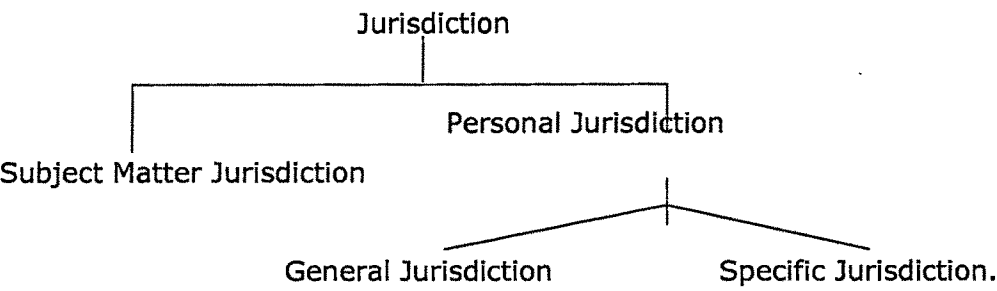 Jurisdiction
Personal Jurisdiction
Subject Matter Jurisdiction
General Jurisdiction
Specific Jurisdiction.